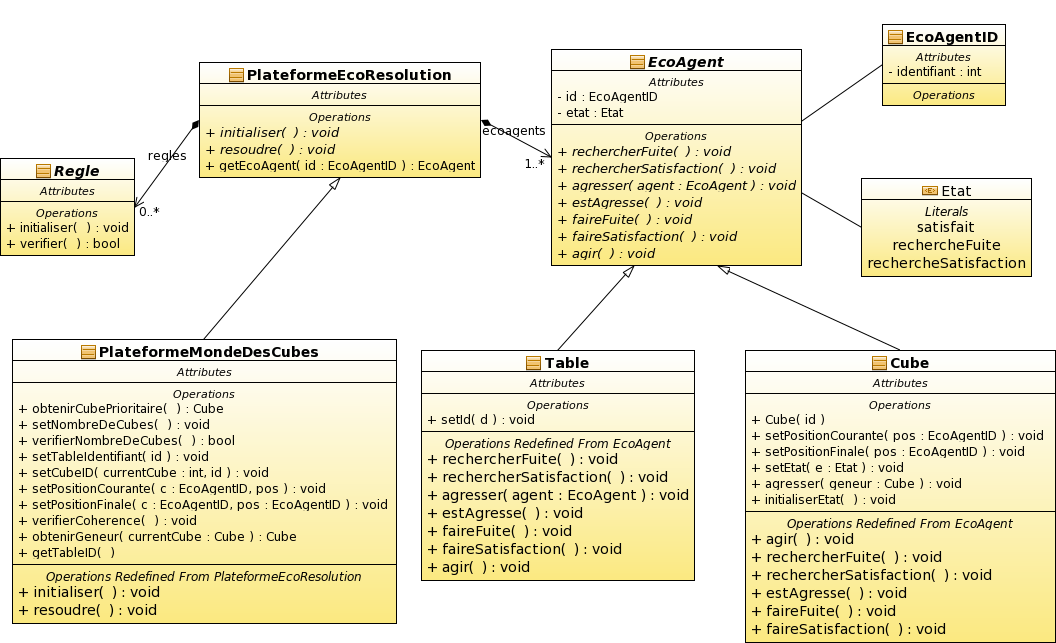 EcoAgentID
Attributes
- identifiant : int
Operations
PlateformeEcoResolution
Attributes
Operations
+ initialiser(  ) : void
+ resoudre(  ) : void
+ getEcoAgent( id : EcoAgentID ) : EcoAgent
EcoAgent
Attributes
- id : EcoAgentID
- etat : Etat
Operations
+ rechercherFuite(  ) : void
+ rechercherSatisfaction(  ) : void
+ agresser( agent : EcoAgent ) : void
+ estAgresse(  ) : void
+ faireFuite(  ) : void
+ faireSatisfaction(  ) : void
+ agir(  ) : void
ecoagents
1..*
regles
0..*
Regle
Attributes
Operations
+ initialiser(  ) : void
+ verifier(  ) : bool
Etat
Literals
satisfait
rechercheFuite
rechercheSatisfaction
PlateformeMondeDesCubes
Attributes
Operations
+ obtenirCubePrioritaire(  ) : Cube
+ setNombreDeCubes(  ) : void
+ verifierNombreDeCubes(  ) : bool
+ setTableIdentifiant( id ) : void
+ setCubeID( currentCube : int, id ) : void
+ setPositionCourante( c : EcoAgentID, pos ) : void
+ setPositionFinale( c : EcoAgentID, pos : EcoAgentID ) : void
+ verifierCoherence(  ) : void
+ obtenirGeneur( currentCube : Cube ) : Cube
+ getTableID(  )
Operations Redefined From PlateformeEcoResolution
+ initialiser(  ) : void
+ resoudre(  ) : void
Table
Attributes
Operations
+ setId( d ) : void
Operations Redefined From EcoAgent
+ rechercherFuite(  ) : void
+ rechercherSatisfaction(  ) : void
+ agresser( agent : EcoAgent ) : void
+ estAgresse(  ) : void
+ faireFuite(  ) : void
+ faireSatisfaction(  ) : void
+ agir(  ) : void
Cube
Attributes
Operations
+ Cube( id )
+ setPositionCourante( pos : EcoAgentID ) : void
+ setPositionFinale( pos : EcoAgentID ) : void
+ setEtat( e : Etat ) : void
+ agresser( geneur : Cube ) : void
+ initialiserEtat(  ) : void
Operations Redefined From EcoAgent
+ agir(  ) : void
+ rechercherFuite(  ) : void
+ rechercherSatisfaction(  ) : void
+ estAgresse(  ) : void
+ faireFuite(  ) : void
+ faireSatisfaction(  ) : void